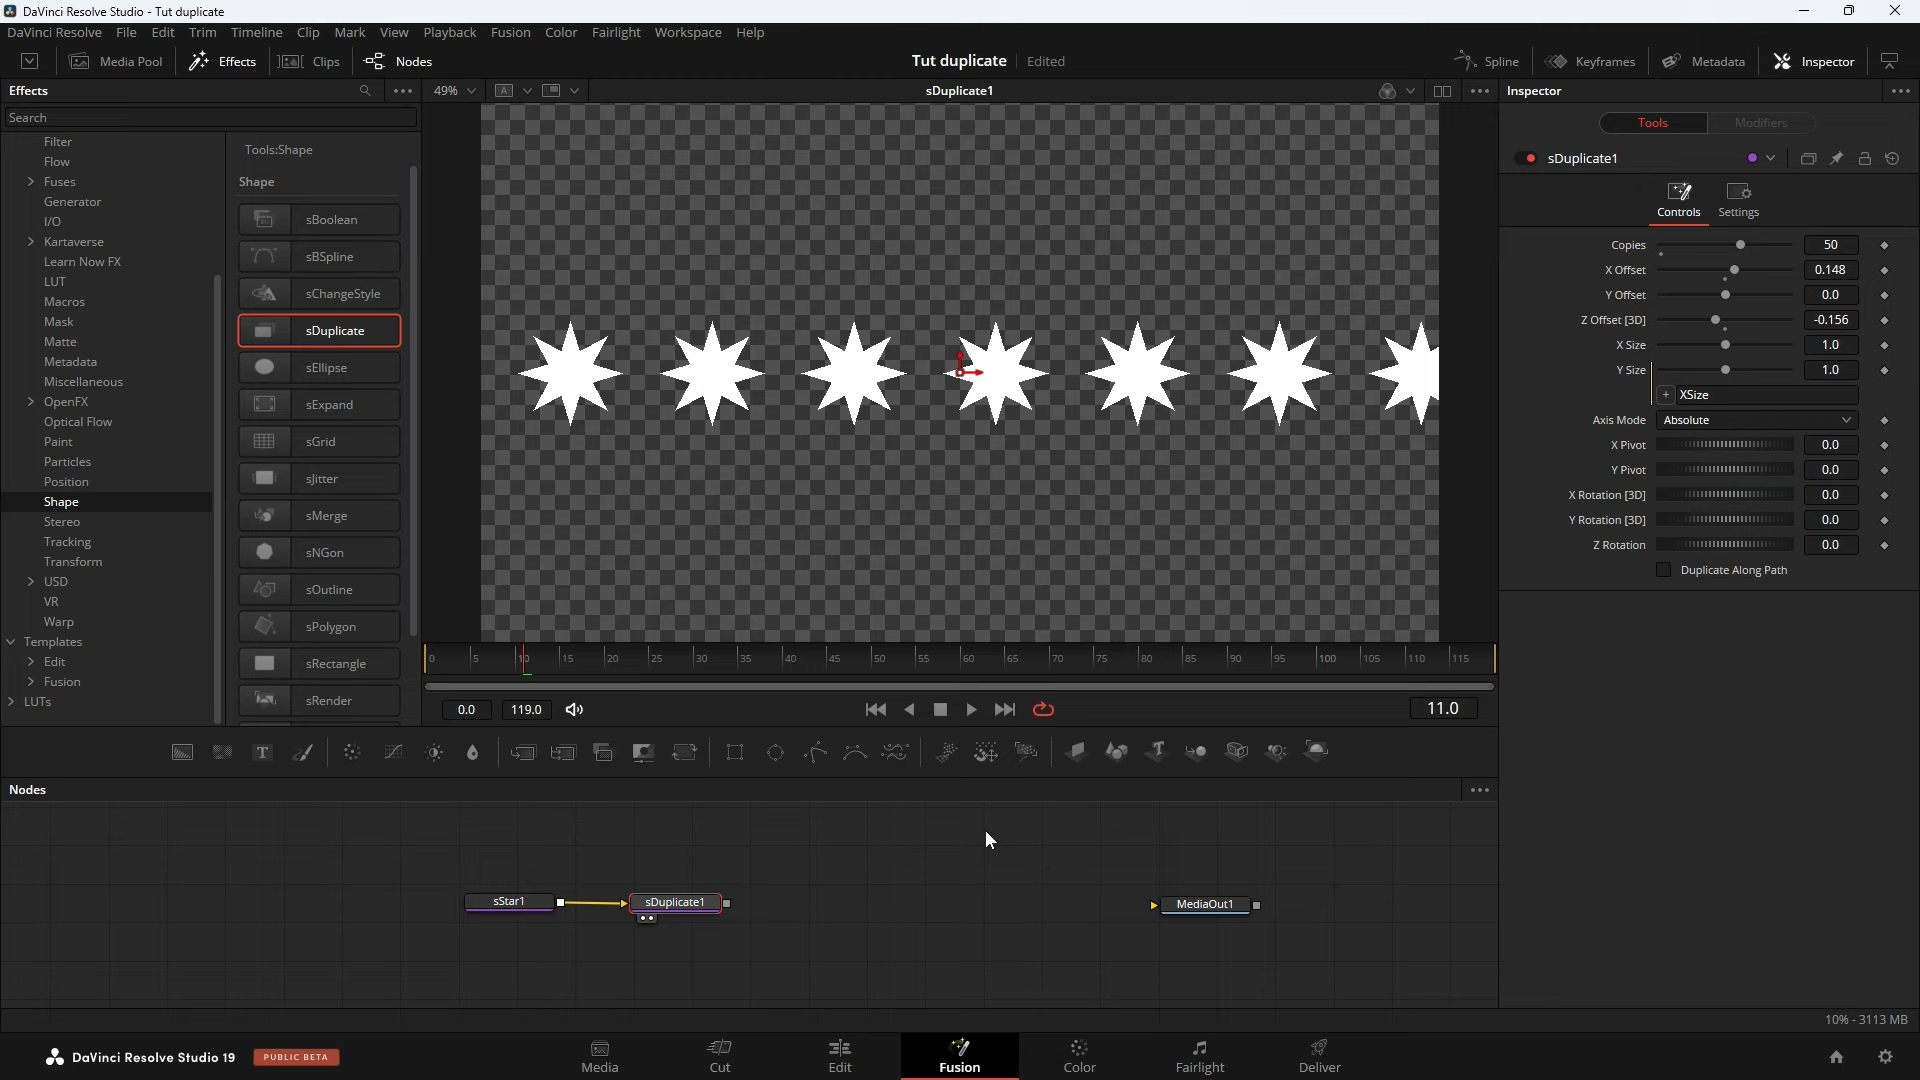 DaVinci Resolve Studio - Tut duplicate
DaVinci Resolve File Edit Trim Timeline Clip Mark View Playback Fusion Color Fairlight Workspace Help
Media Pool Effects Clips Nodes Tut duplicate Edited Spline Keyframes Metadata Inspector
Effects 49% A sDuplicate1 Inspector
Search
Tools Modifiers
sDuplicate1
Controls Settings
Filter
Flow
Fuses
Generator
I/O
Kartaverse
Learn Now FX
LUT
Macros
Mask
Matte
Metadata
Miscellaneous
OpenFX
Optical Flow
Paint
Particles
Position
Shape
Stereo
Tracking
Transform
USD
VR
Warp
Templates
Edit
Fusion
LUTs
Tools:Shape
Shape
sBoolean
sBSpline
sChangeStyle
sDuplicate
sEllipse
sExpand
sGrid
sJitter
sMerge
sNGon
sOutline
sPolygon
sRectangle
sRender
Copies 50
X Offset 0.148
Y Offset 0.0
Z Offset [3D] -0.156
X Size 1.0
Y Size 1.0
+ XSize
Axis Mode Absolute
X Pivot 0.0
Y Pivot 0.0
X Rotation [3D] 0.0
Y Rotation [3D] 0.0
Z Rotation 0.0
Duplicate Along Path
0 5 10 15 20 25 30 35 40 45 50 55 60 65 70 75 80 85 90 95 100 105 110 115
0.0 119.0 11.0
T
Nodes
sStar1 sDuplicate1 MediaOut1
10% - 3113 MB
DaVinci Resolve Studio 19 PUBLIC BETA Media Cut Edit Fusion Color Fairlight Deliver